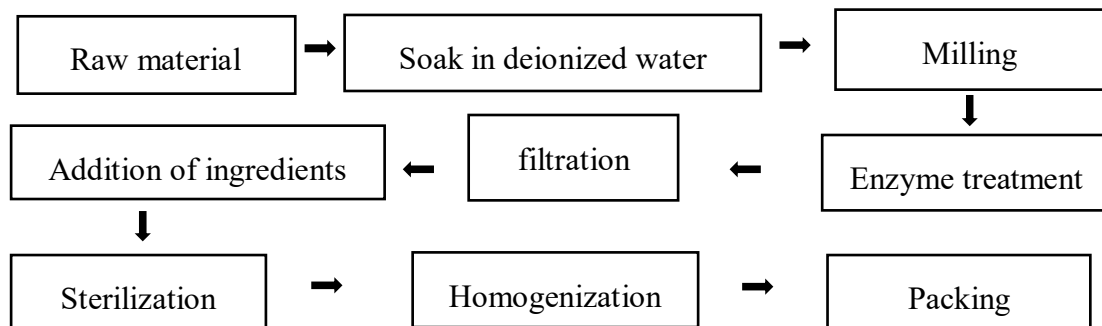 Raw material
Soak in deionized water
Milling
Enzyme treatment
filtration
Addition of ingredients
Sterilization
Homogenization
Packing